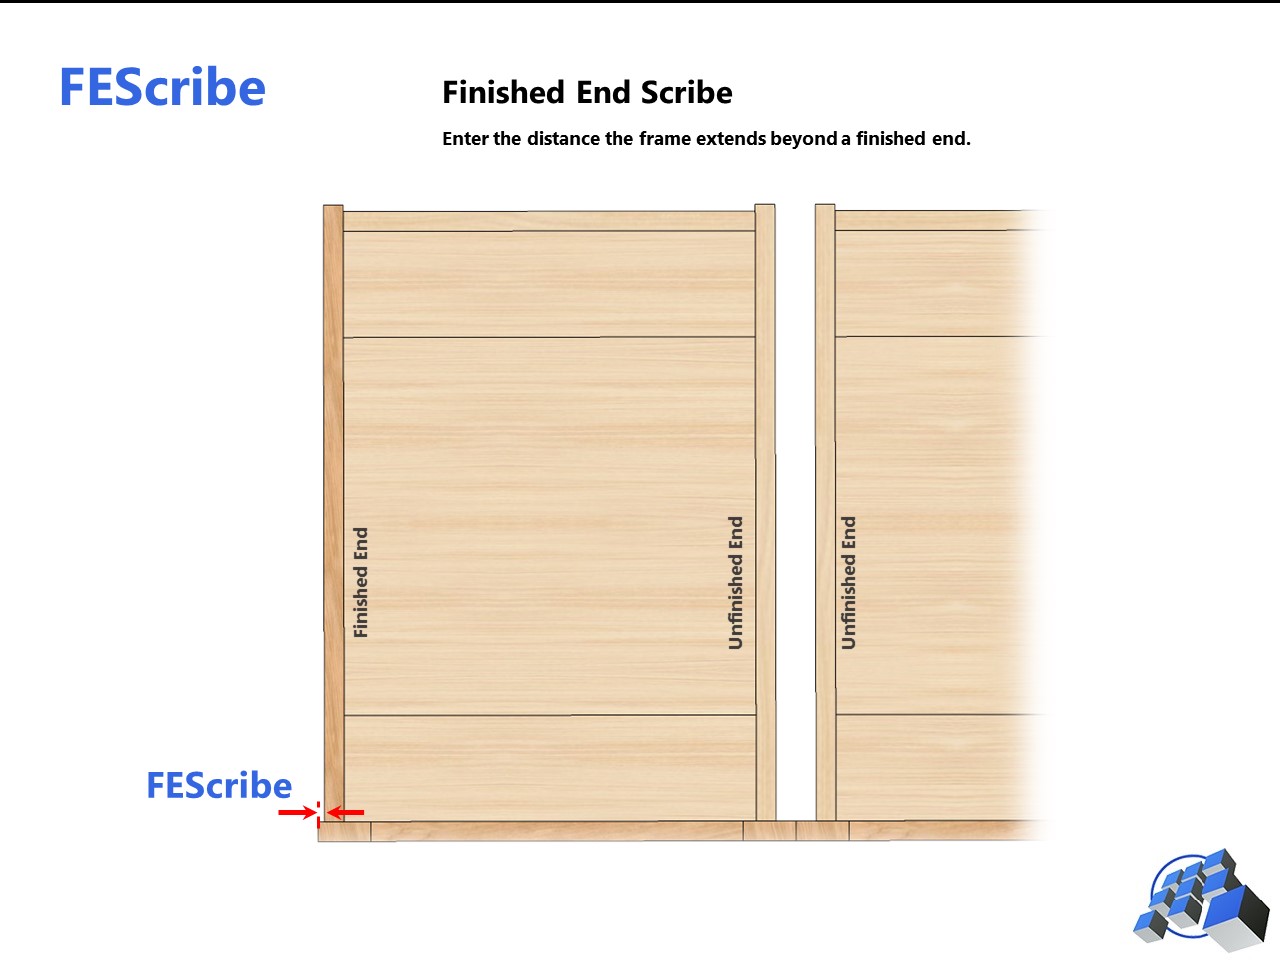 FEScribe
Finished End Scribe
Enter the distance the frame extends beyond a finished end.
Finished End
Unfinished End
Unfinished End
FEScribe